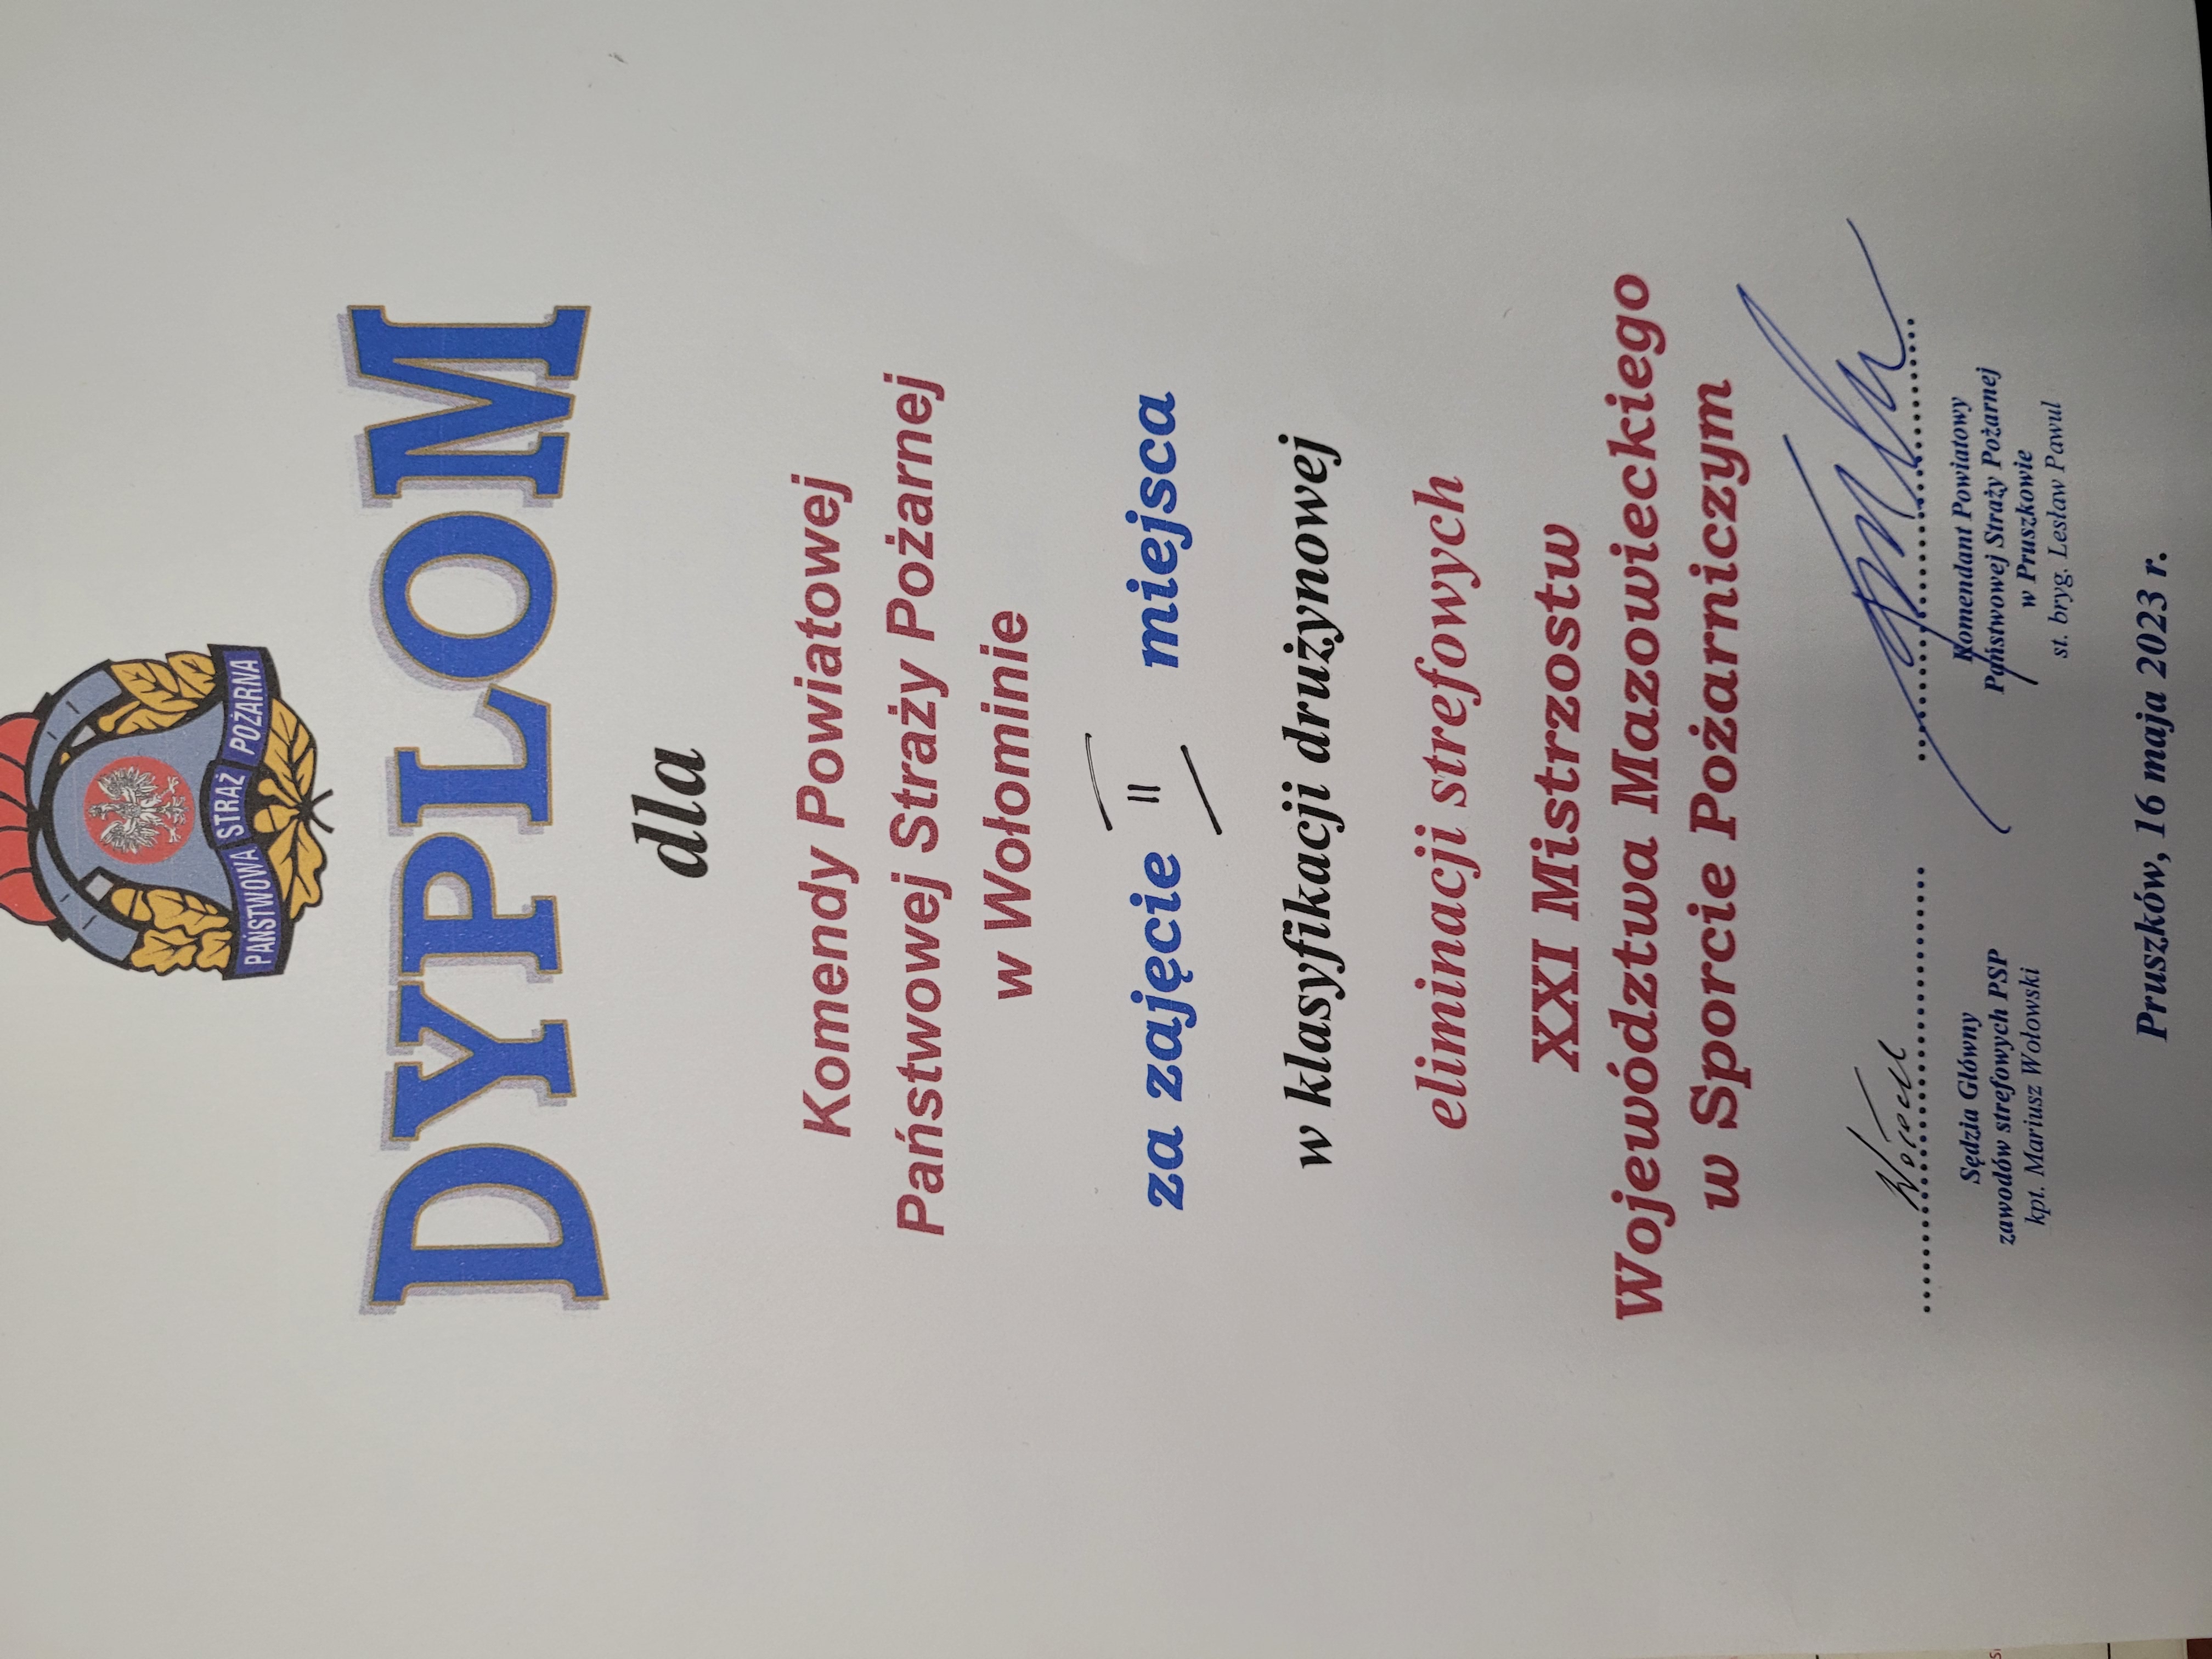 PAŃSTWOWA STRAŻ POŻARNA
DYPLOM
dla
Komendy Powiatowej
Państwowej Straży Pożarnej
w Wołominie
za zajęcie II miejsca
w klasyfikacji drużynowej
eliminacji strefowych
XXI Mistrzostw
Województwa Mazowieckiego
w Sporcie Pożarniczym
Sędzia Główny
zawodów strefowych PSP
kpt. Mariusz Wołowski
Komendant Powiatowy
Państwowej Straży Pożarnej
w Pruszkowie
st. bryg. Lesław Pawul
Pruszków, 16 maja 2023 r.